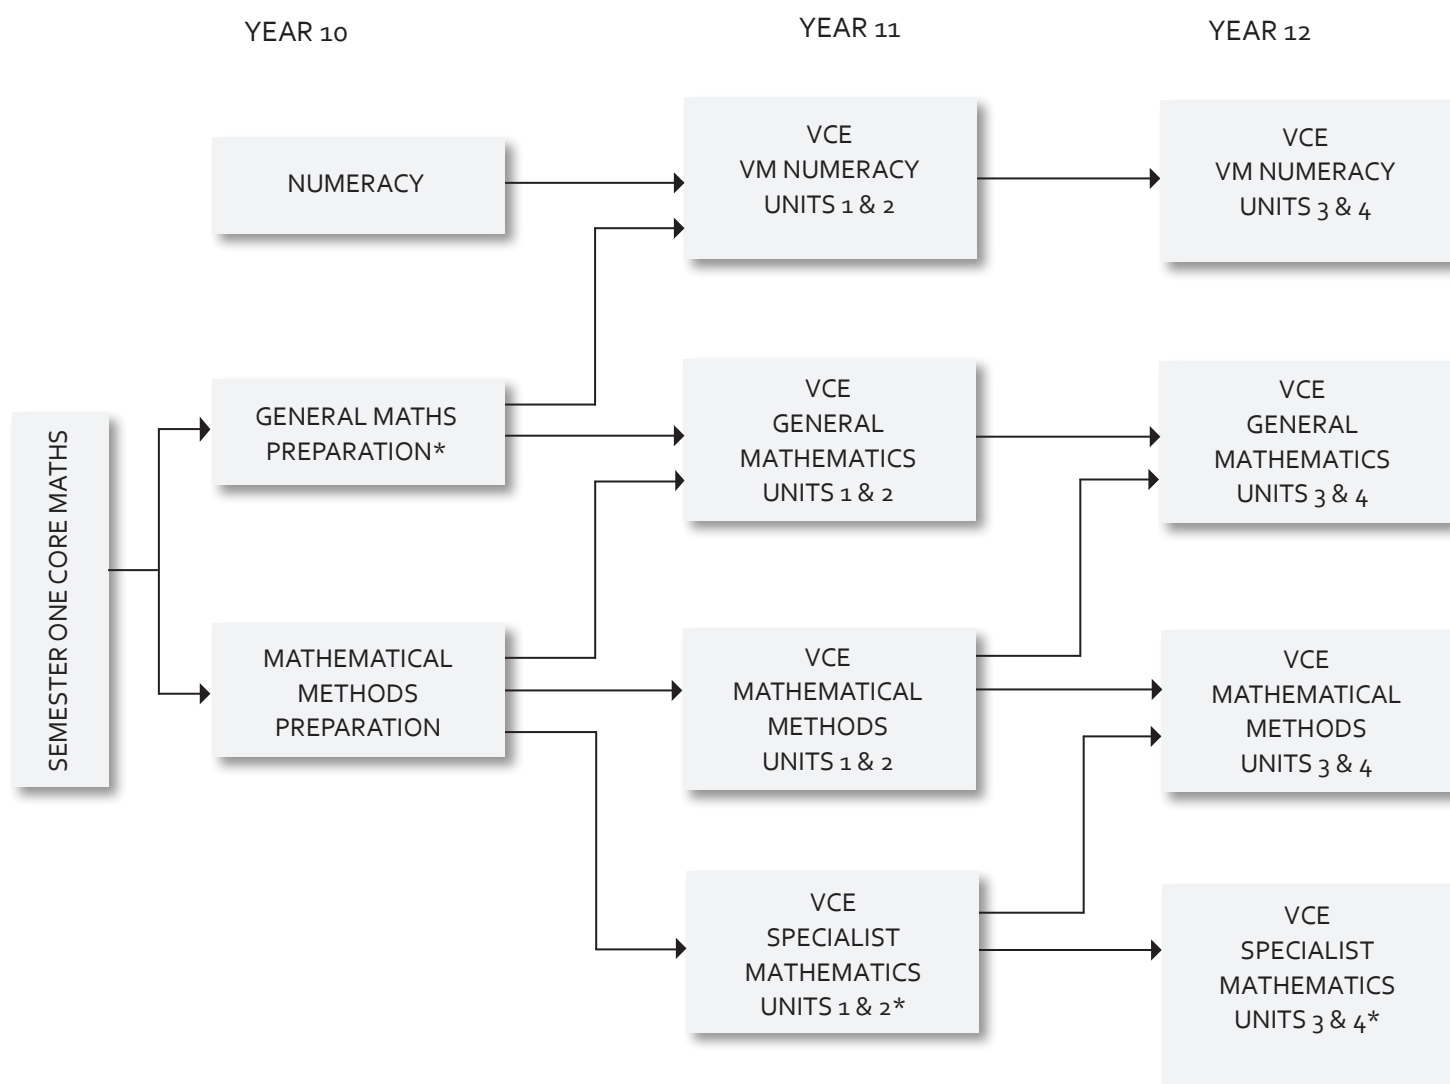 YEAR 10
YEAR 11
YEAR 12
NUMERACY
VCE
VM NUMERACY
UNITS 1 & 2
VCE
VM NUMERACY
UNITS 3 & 4
SEMESTER ONE CORE MATHS
GENERAL MATHS
PREPARATION*
VCE
GENERAL
MATHEMATICS
UNITS 1 & 2
VCE
GENERAL
MATHEMATICS
UNITS 3 & 4
MATHEMATICAL
METHODS
PREPARATION
VCE
MATHEMATICAL
METHODS
UNITS 1 & 2
VCE
MATHEMATICAL
METHODS
UNITS 3 & 4
VCE
SPECIALIST
MATHEMATICS
UNITS 1 & 2*
VCE
SPECIALIST
MATHEMATICS
UNITS 3 & 4*